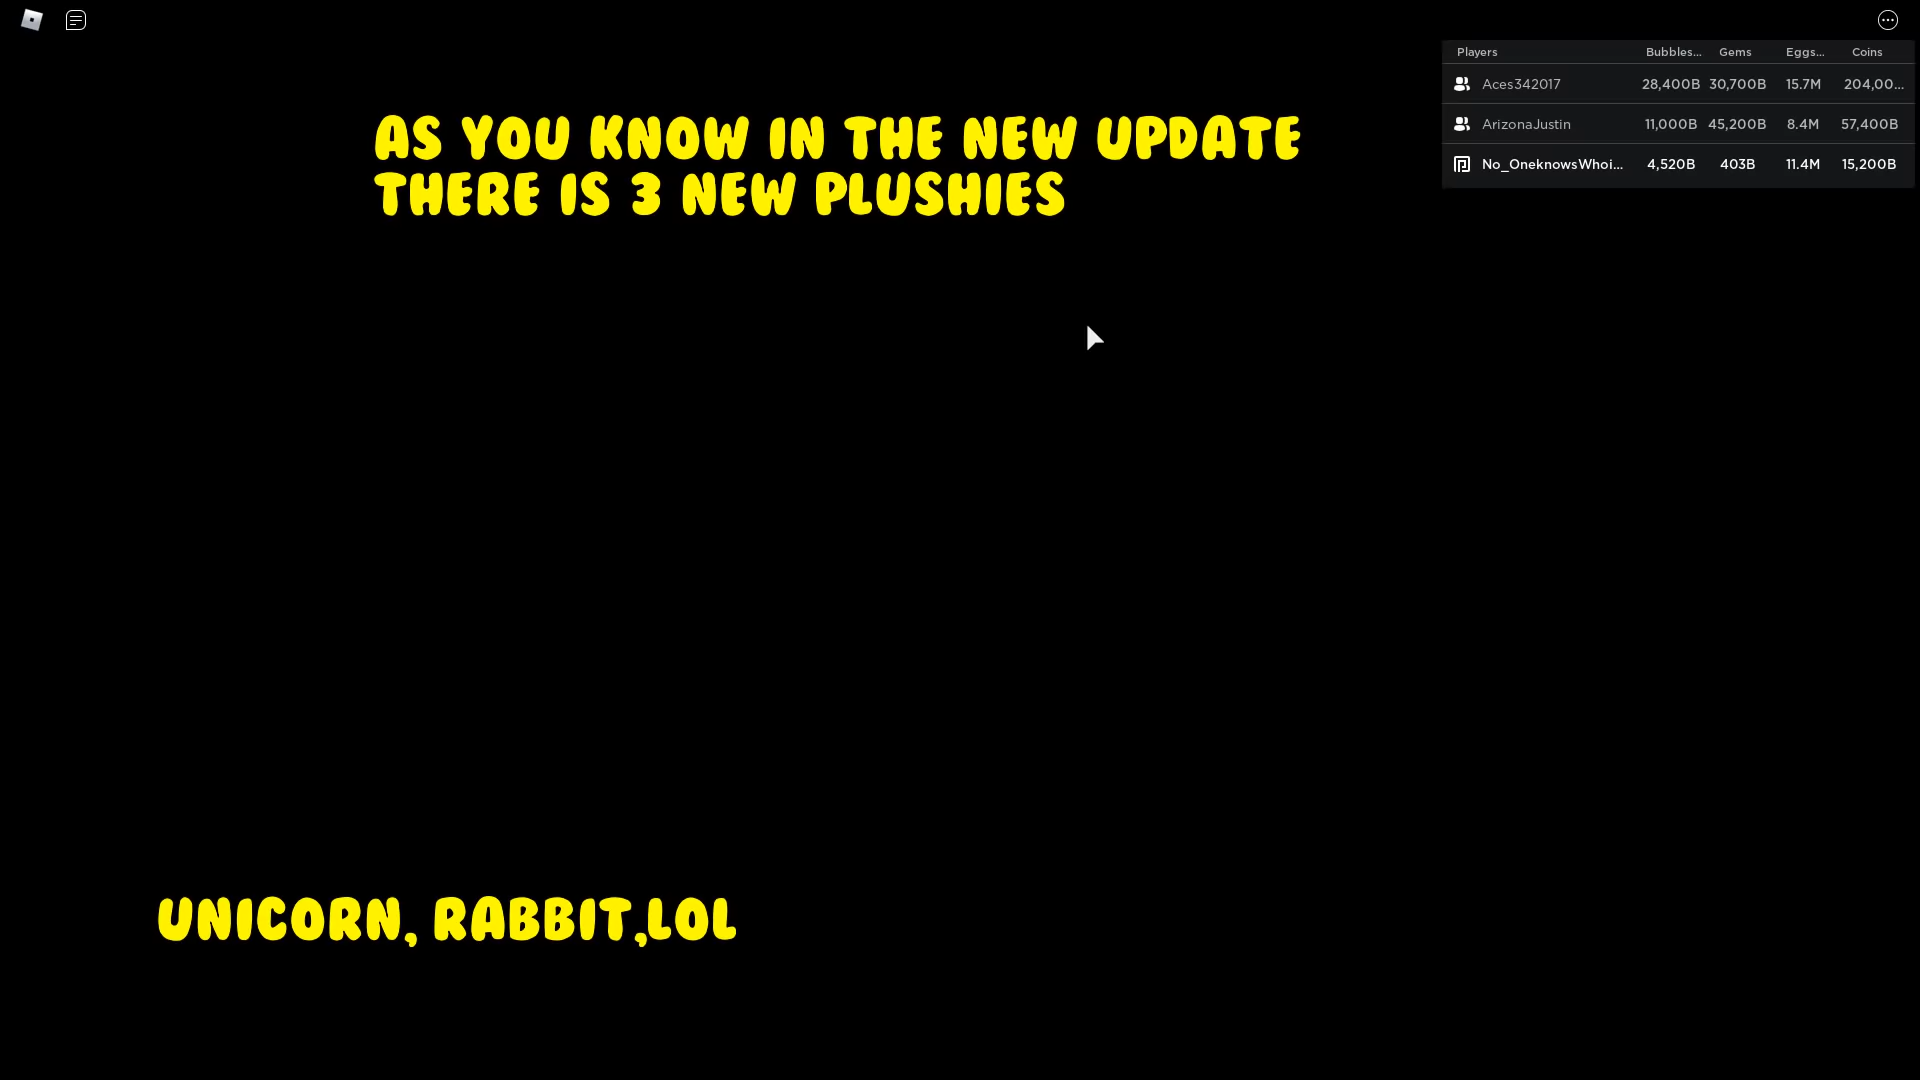 Players Bubbles... Gems Eggs... Coins
Aces342017 28,400B 30,700B 15.7M 204,00...
ArizonaJustin 11,000B 45,200B 8.4M 57,400B
No_OneknowsWhoi... 4,520B 403B 11.4M 15,200B
AS YOU KNOW IN THE NEW UPDATE
THERE IS 3 NEW PLUSHIES
UNICORN, RABBIT,LOL